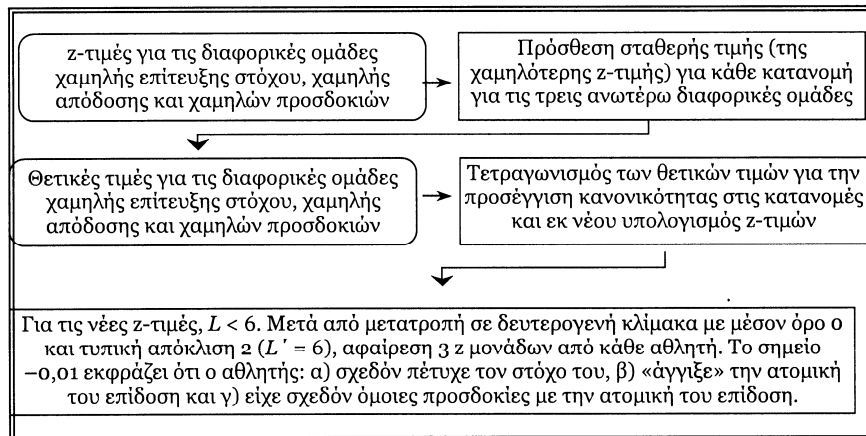 z-τιμές για τις διαφορικές ομάδες
χαμηλής επίτευξης στόχου, χαμηλής
απόδοσης και χαμηλών προσδοκιών
Πρόσθεση σταθερής τιμής (της
χαμηλότερης z-τιμής) για κάθε κατανομή
για τις τρεις ανωτέρω διαφορικές ομάδες
Θετικές τιμές για τις διαφορικές ομάδες
χαμηλής επίτευξης στόχου, χαμηλής
απόδοσης και χαμηλών προσδοκιών
Τετραγωνισμός των θετικών τιμών για την
προσέγγιση κανονικότητας στις κατανομές
και εκ νέου υπολογισμός z-τιμών
Για τις νέες z-τιμές, L < 6. Μετά από μετατροπή σε δευτερογενή κλίμακα με μέσον όρο 0
και τυπική απόκλιση 2 (L΄ = 6), αφαίρεση 3 z μονάδων από κάθε αθλητή. Το σημείο
–0,01 εκφράζει ότι ο αθλητής: α) σχεδόν πέτυχε τον στόχο του, β) «άγγιξε» την ατομική
του επίδοση και γ) είχε σχεδόν όμοιες προσδοκίες με την ατομική του επίδοση.